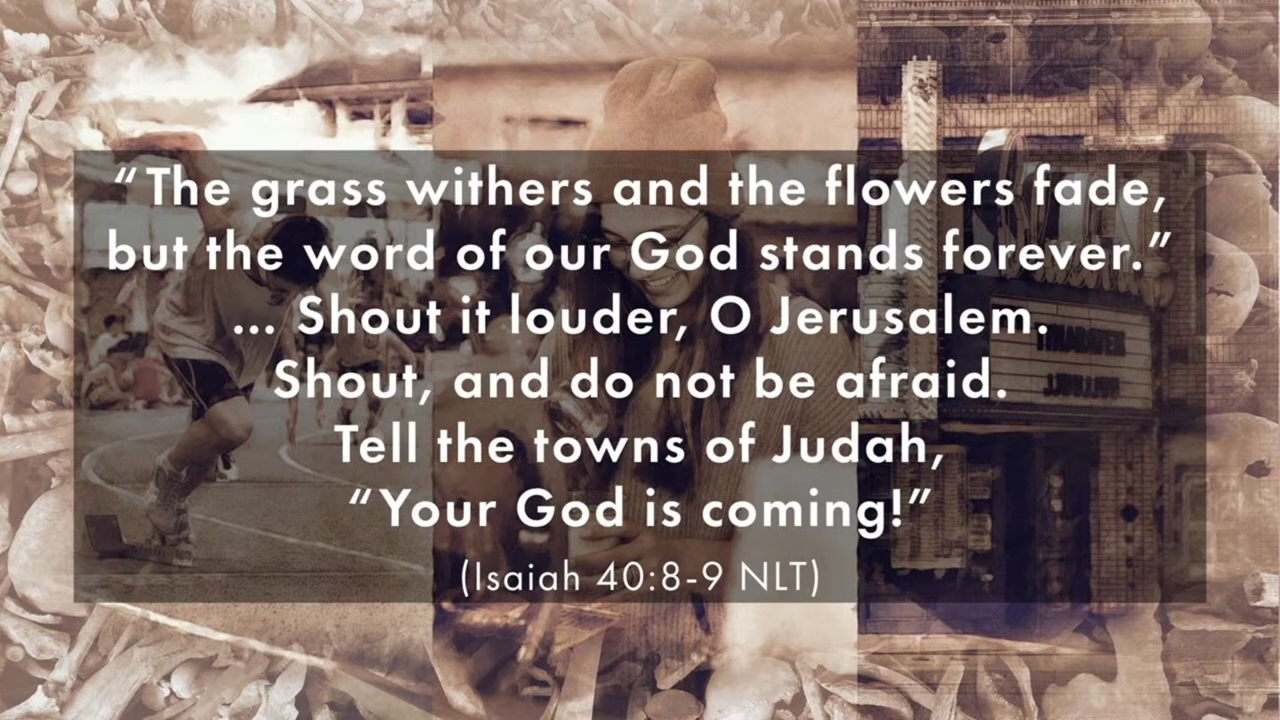 “The grass withers and the flowers fade,
but the word of our God stands forever.”
... Shout it louder, O Jerusalem.
Shout, and do not be afraid.
Tell the towns of Judah,
“Your God is coming!”
(Isaiah 40:8-9 NLT)